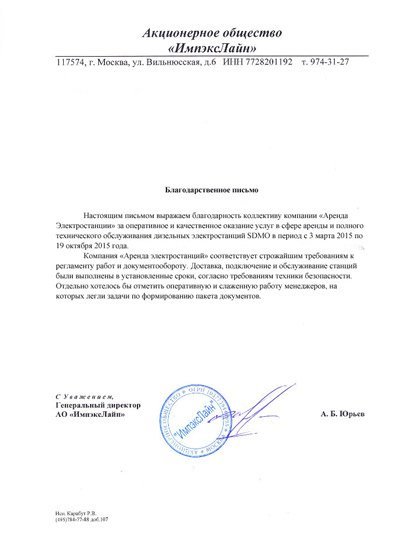 Акционерное общество
«ИмпэксЛайн»
117574, г. Москва, ул. Вильнюсская, д.6 ИНН 7728201192 т. 974-31-27
Благодарственное письмо
Настоящим письмом выражаем благодарность коллективу компании «Аренда
Электростанции» за оперативное и качественное оказание услуг в сфере аренды и полного
технического обслуживания дизельных электростанций SDMO в период с 3 марта 2015 по
19 октября 2015 года.
Компания «Аренда электростанций» соответствует строжайшим требованиям к
регламенту работ и документообороту. Доставка, подключение и обслуживание станций
были выполнены в установленные сроки, согласно требованиям техники безопасности.
Отдельно хотелось бы отметить оперативную и слаженную работу менеджеров, на
которых легли задачи по формированию пакета документов.
С Уважением,
Генеральный директор
АО «ИмпэксЛайн»
"ИмпэксЛайн"
А. Б. Юрьев
Исп. Карабут Р.В.
(495)784-77-88 доб.107